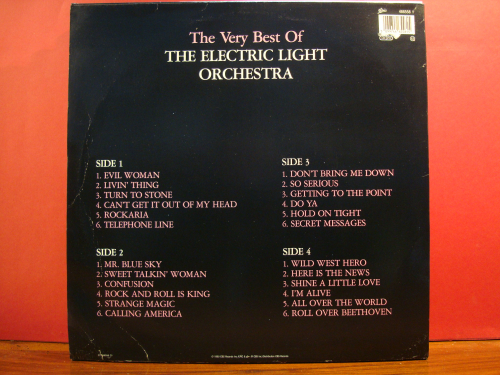 The Very Best Of
THE ELECTRIC LIGHT
ORCHESTRA
Epic
SIDE 1
1. EVIL WOMAN
2. LIVIN' THING
3. TURN TO STONE
4. CAN'T GET IT OUT OF MY HEAD
5. ROCKARIA
6. TELEPHONE LINE
SIDE 2
1. MR. BLUE SKY
2. SWEET TALKIN' WOMAN
3. CONFUSION
4. ROCK AND ROLL IS KING
5. STRANGE MAGIC
6. CALLING AMERICA
SIDE 3
1. DON'T BRING ME DOWN
2. SO SERIOUS
3. GETTING TO THE POINT
4. DO YA
5. HOLD ON TIGHT
6. SECRET MESSAGES
SIDE 4
1. WILD WEST HERO
2. HERE IS THE NEWS
3. SHINE A LITTLE LOVE
4. I'M ALIVE
5. ALL OVER THE WORLD
6. ROLL OVER BEETHOVEN